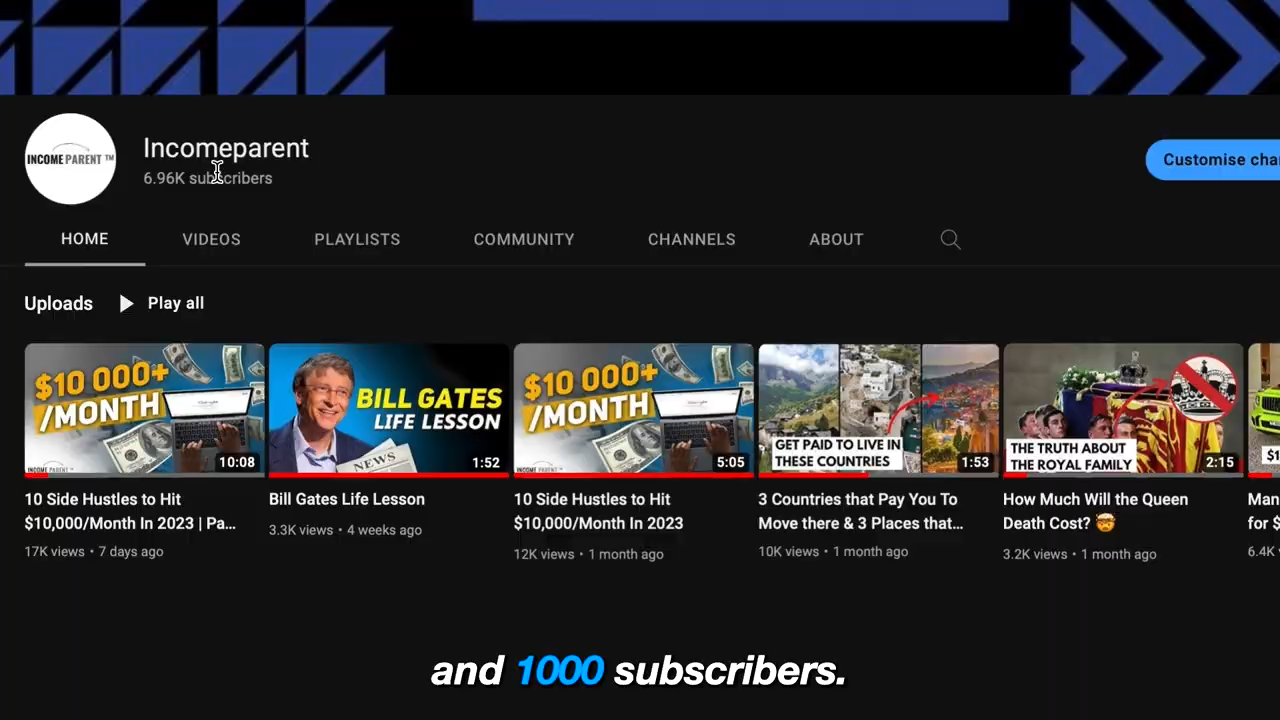 INCOME PARENT ™
Incomeparent
6.96K subscribers
Customise cha
HOME
VIDEOS
PLAYLISTS
COMMUNITY
CHANNELS
ABOUT
Uploads
Play all
$10 000+
/MONTH
INCOME PARENT™
10:08
BILL GATES
LIFE LESSON
NEWS
1:52
$10 000+
/MONTH
INCOME PARENT™
5:05
GET PAID TO LIVE IN
THESE COUNTRIES
1:53
THE TRUTH ABOUT
THE ROYAL FAMILY
2:15
$1
10 Side Hustles to Hit
$10,000/Month In 2023 | Pa...
17K views • 7 days ago
Bill Gates Life Lesson
3.3K views • 4 weeks ago
10 Side Hustles to Hit
$10,000/Month In 2023
12K views • 1 month ago
3 Countries that Pay You To
Move there & 3 Places that...
10K views • 1 month ago
How Much Will the Queen
Death Cost? 🤯
3.2K views • 1 month ago
Man
for $
6.4K
and 1000 subscribers.